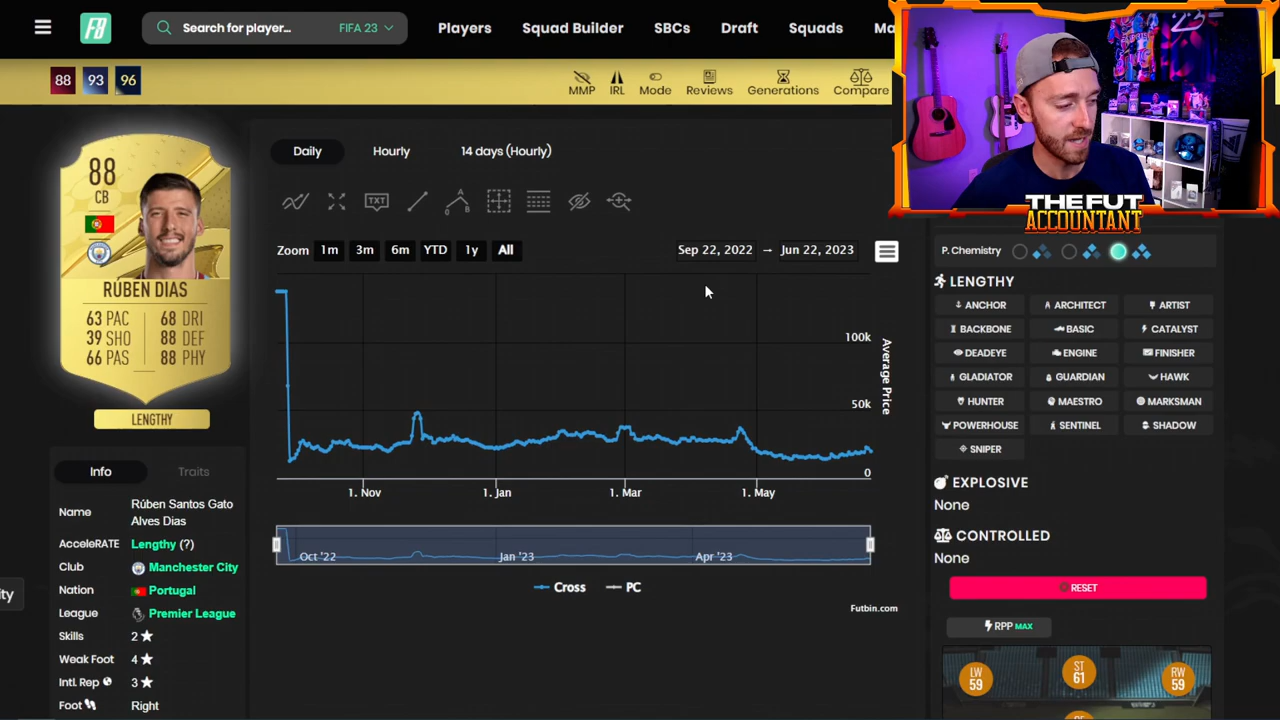 FB
Search for player...
FIFA 23
Players
Squad Builder
SBCs
Draft
Squads
Ma
88 93 96
MMP
IRL
Mode
Reviews
Generations
Compare
88
CB
RÚBEN DIAS
63 PAC 68 DRI
39 SHO 88 DEF
66 PAS 88 PHY
LENGTHY
Info
Traits
Name Rúben Santos Gato
Alves Dias
AcceleRATE Lengthy (?)
Club Manchester City
Nation Portugal
League Premier League
Skills 2
Weak Foot 4
Intl. Rep 3
Foot Right
ity
Daily
Hourly
14 days (Hourly)
TXT
Zoom 1m 3m 6m YTD 1y All
Sep 22, 2022 → Jun 22, 2023
100k
50k
0
Average Price
1. Nov 1. Jan 1. Mar 1. May
Oct '22 Jan '23 Apr '23
Cross PC
Futbin.com
THE FUT
ACCOUNTANT
P. Chemistry
LENGTHY
ANCHOR ARCHITECT ARTIST
BACKBONE BASIC CATALYST
DEADEYE ENGINE FINISHER
GLADIATOR GUARDIAN HAWK
HUNTER MAESTRO MARKSMAN
POWERHOUSE SENTINEL SHADOW
SNIPER
EXPLOSIVE
None
CONTROLLED
None
RESET
RPP MAX
LW
59
ST
61
RW
59